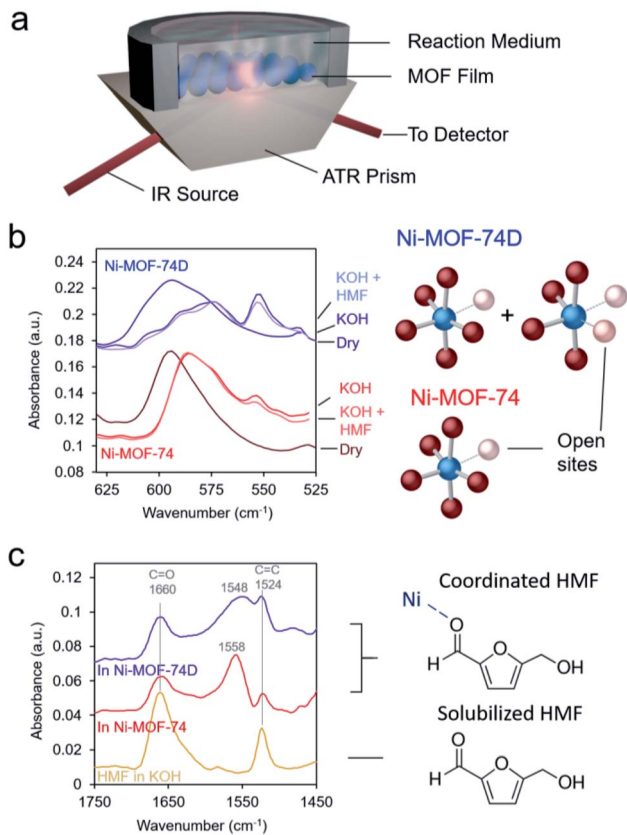 a
Reaction Medium
MOF Film
To Detector
ATR Prism
IR Source
b
Ni-MOF-74D
Absorbance (a.u.)
0.24
0.22
0.2
0.18
0.16
0.14
0.12
0.1
0.08
KOH +
HMF
KOH
Dry
KOH
KOH +
HMF
Dry
Ni-MOF-74
625
600
575
550
525
Wavenumber (cm⁻¹)
Ni-MOF-74D
+
Ni-MOF-74
Open
sites
c
Absorbance (a.u.)
0.12
0.1
0.08
0.06
0.04
0.02
0
C=O
1660
1548
C=C
1524
1558
In Ni-MOF-74D
In Ni-MOF-74
HMF in KOH
1750
1650
1550
1450
Wavenumber (cm⁻¹)
Coordinated HMF
Ni
O
H
O
OH
Solubilized HMF
O
H
O
OH